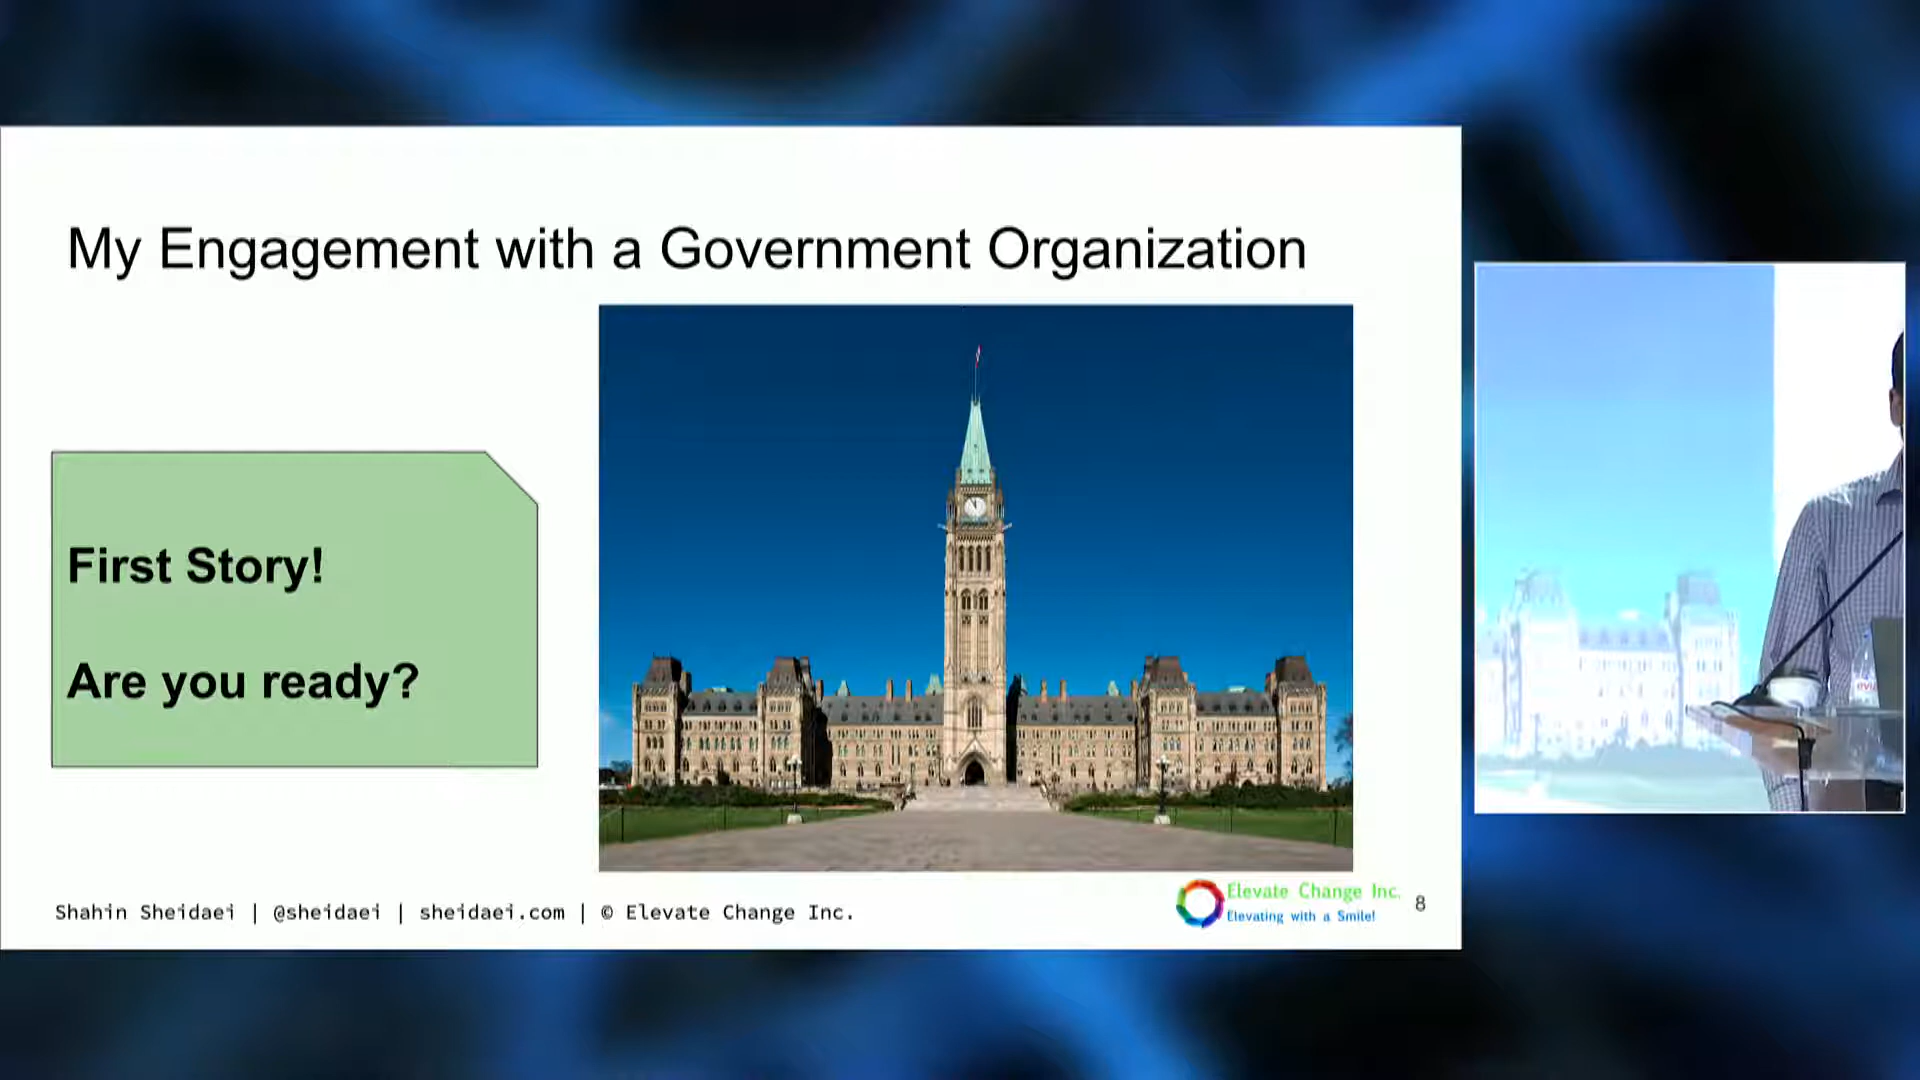 My Engagement with a Government Organization
First Story!
Are you ready?
Shahin Sheidaei | @sheidaei | sheidaei.com | © Elevate Change Inc.
Elevate Change Inc.
Elevating with a Smile!
8